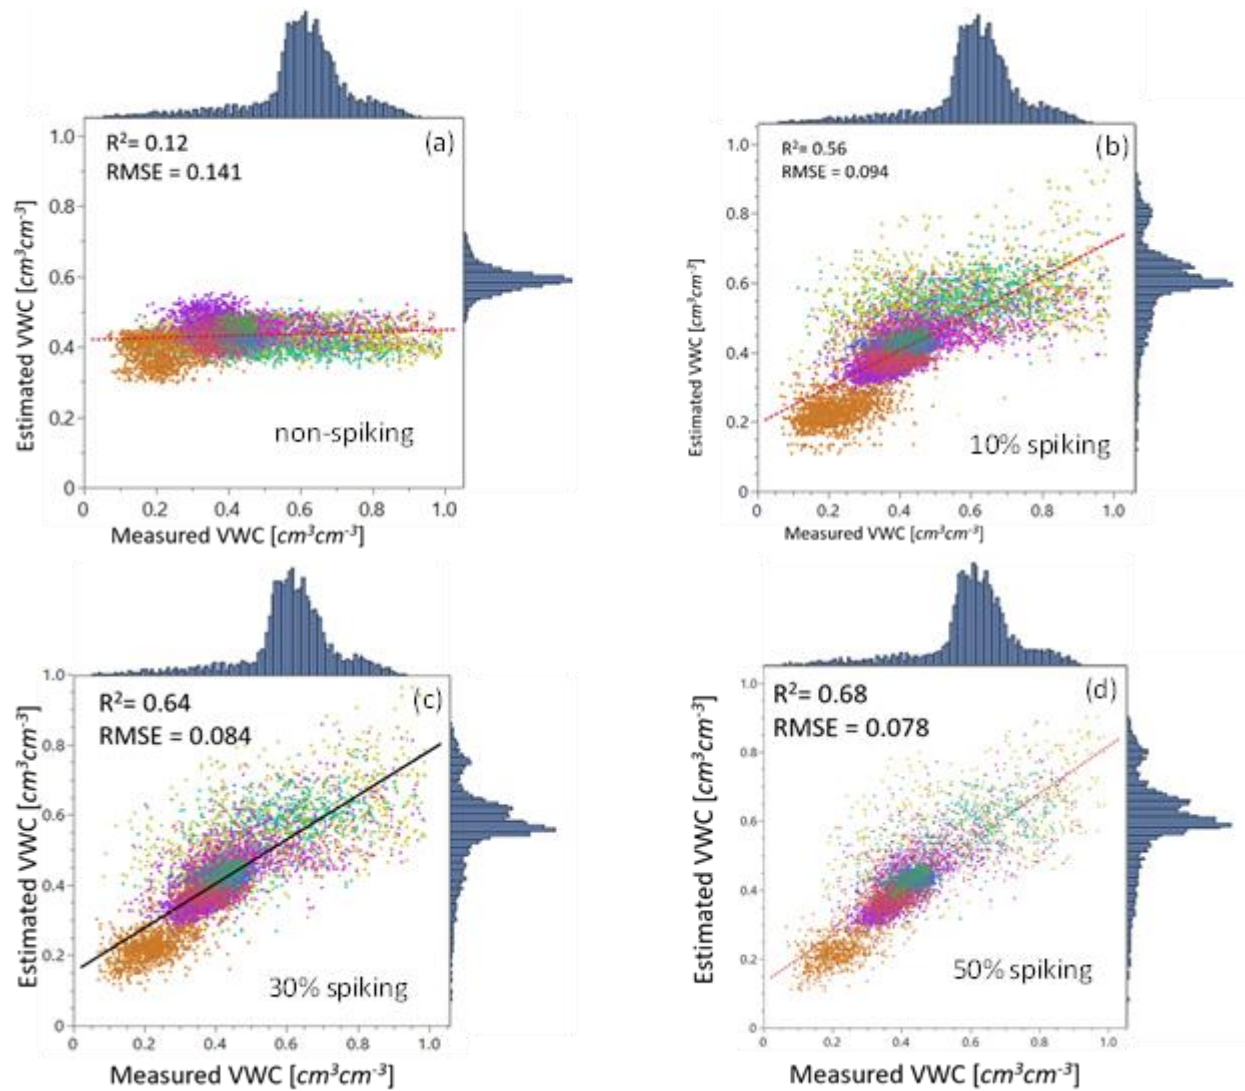 R²= 0.12
RMSE = 0.141
(a)
1.0
0.8
0.6
0.4
0.2
0
Estimated VWC [cm³cm⁻³]
non-spiking
0 0.2 0.4 0.6 0.8 1.0
Measured VWC [cm³cm⁻³]
R²= 0.56
RMSE = 0.094
(b)
1.0
0.8
0.6
0.4
0.2
0
Estimated VWC [cm³cm⁻³]
10% spiking
0 0.2 0.4 0.6 0.8 1.0
Measured VWC [cm³cm⁻³]
R²= 0.64
RMSE = 0.084
(c)
1.0
0.8
0.6
0.4
0.2
0
Estimated VWC [cm³cm⁻³]
30% spiking
0 0.2 0.4 0.6 0.8 1.0
Measured VWC [cm³cm⁻³]
R²= 0.68
RMSE = 0.078
(d)
1.0
0.8
0.6
0.4
0.2
0
Estimated VWC [cm³cm⁻³]
50% spiking
0 0.2 0.4 0.6 0.8 1.0
Measured VWC [cm³cm⁻³]